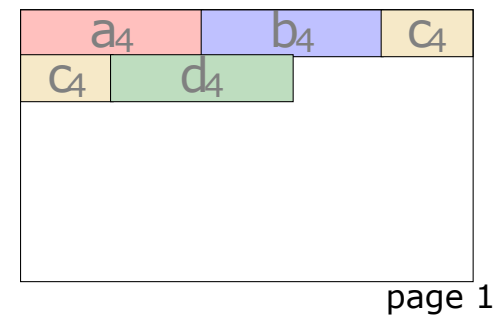 a₄ b₄ c₄
c₄ d₄
page 1